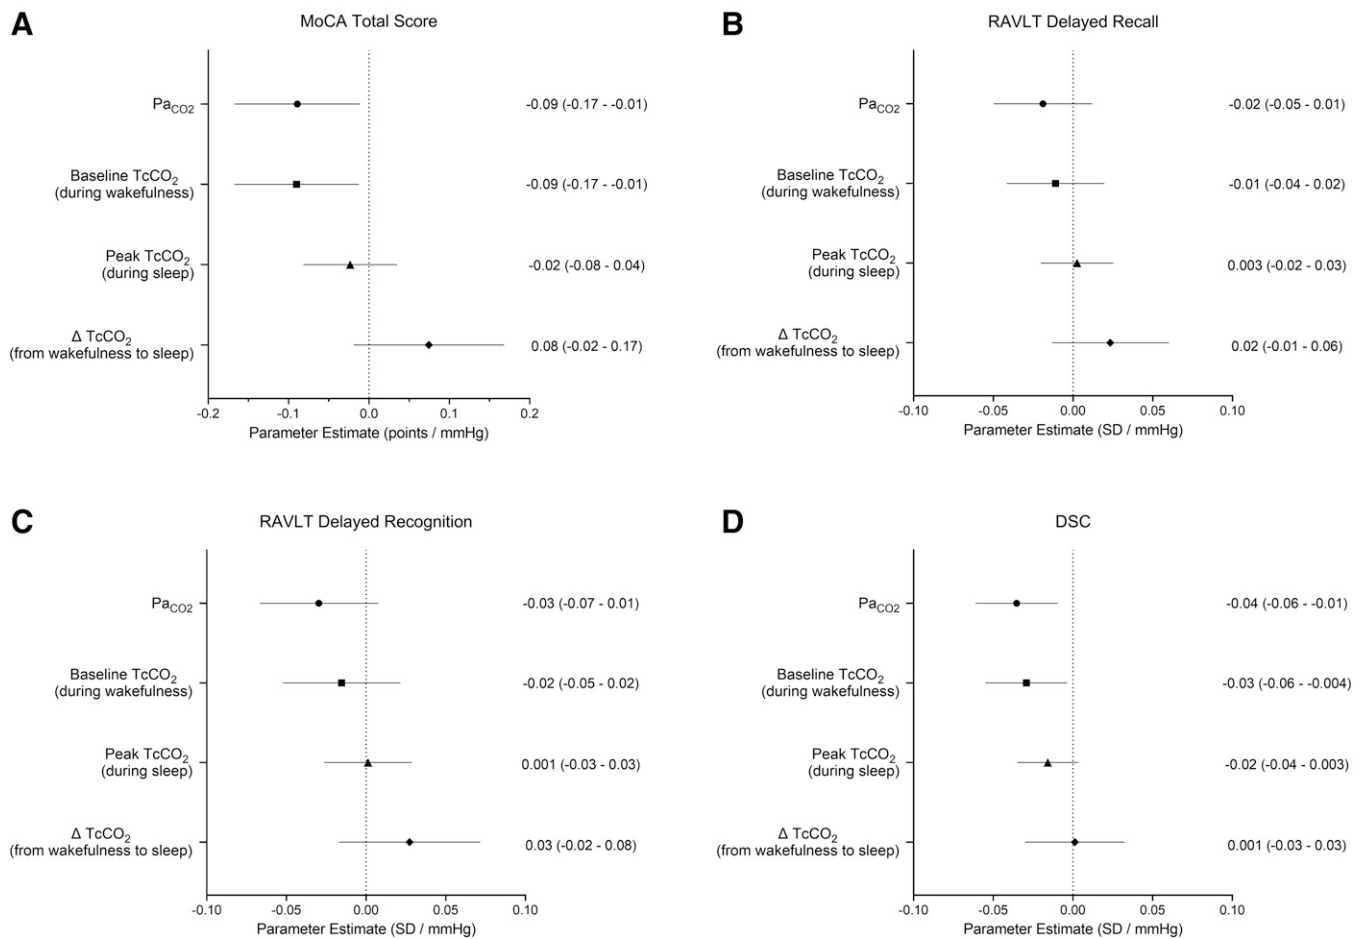 A
MoCA Total Score
PaCO2
-0.09 (-0.17 - -0.01)
Baseline TcCO2
(during wakefulness)
-0.09 (-0.17 - -0.01)
Peak TcCO2
(during sleep)
-0.02 (-0.08 - 0.04)
Δ TcCO2
(from wakefulness to sleep)
0.08 (-0.02 - 0.17)
-0.2 -0.1 0.0 0.1 0.2
Parameter Estimate (points / mmHg)
B
RAVLT Delayed Recall
PaCO2
-0.02 (-0.05 - 0.01)
Baseline TcCO2
(during wakefulness)
-0.01 (-0.04 - 0.02)
Peak TcCO2
(during sleep)
0.003 (-0.02 - 0.03)
Δ TcCO2
(from wakefulness to sleep)
0.02 (-0.01 - 0.06)
-0.10 -0.05 0.00 0.05 0.10
Parameter Estimate (SD / mmHg)
C
RAVLT Delayed Recognition
PaCO2
-0.03 (-0.07 - 0.01)
Baseline TcCO2
(during wakefulness)
-0.02 (-0.05 - 0.02)
Peak TcCO2
(during sleep)
0.001 (-0.03 - 0.03)
Δ TcCO2
(from wakefulness to sleep)
0.03 (-0.02 - 0.08)
-0.10 -0.05 0.00 0.05 0.10
Parameter Estimate (SD / mmHg)
D
DSC
PaCO2
-0.04 (-0.06 - -0.01)
Baseline TcCO2
(during wakefulness)
-0.03 (-0.06 - -0.004)
Peak TcCO2
(during sleep)
-0.02 (-0.04 - 0.003)
Δ TcCO2
(from wakefulness to sleep)
0.001 (-0.03 - 0.03)
-0.10 -0.05 0.00 0.05 0.10
Parameter Estimate (SD / mmHg)